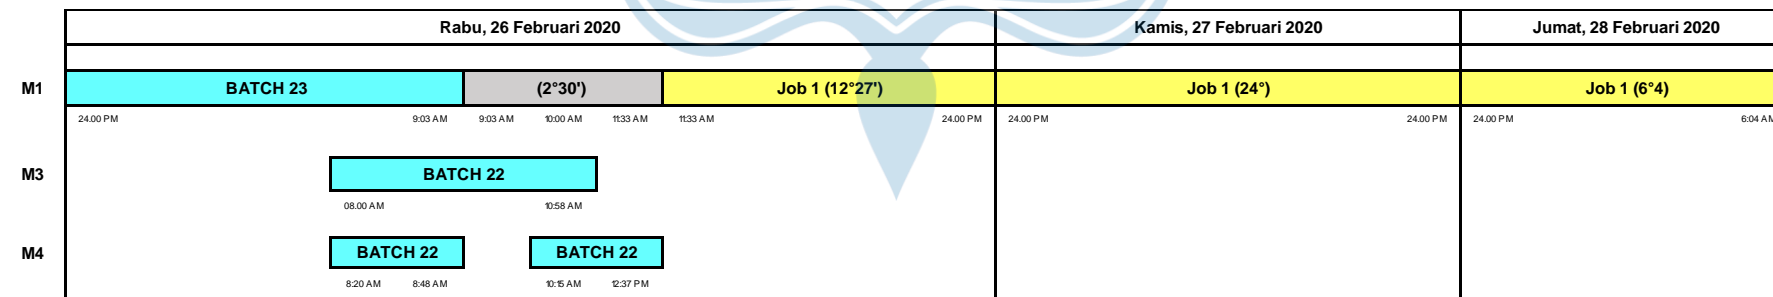 Rabu, 26 Februari 2020 Kamis, 27 Februari 2020 Jumat, 28 Februari 2020
M1 BATCH 23 (2°30') Job 1 (12°27') Job 1 (24°) Job 1 (6°4)
24.00 PM 9:03 AM 9:03 AM 10:00 AM 11:33 AM 11:33 AM 24.00 PM 24.00 PM 24.00 PM 24.00 PM 6:04 AM
M3 BATCH 22
08.00 AM 10:58 AM
M4 BATCH 22 BATCH 22
8:20 AM 8:48 AM 10:15 AM 12:37 PM